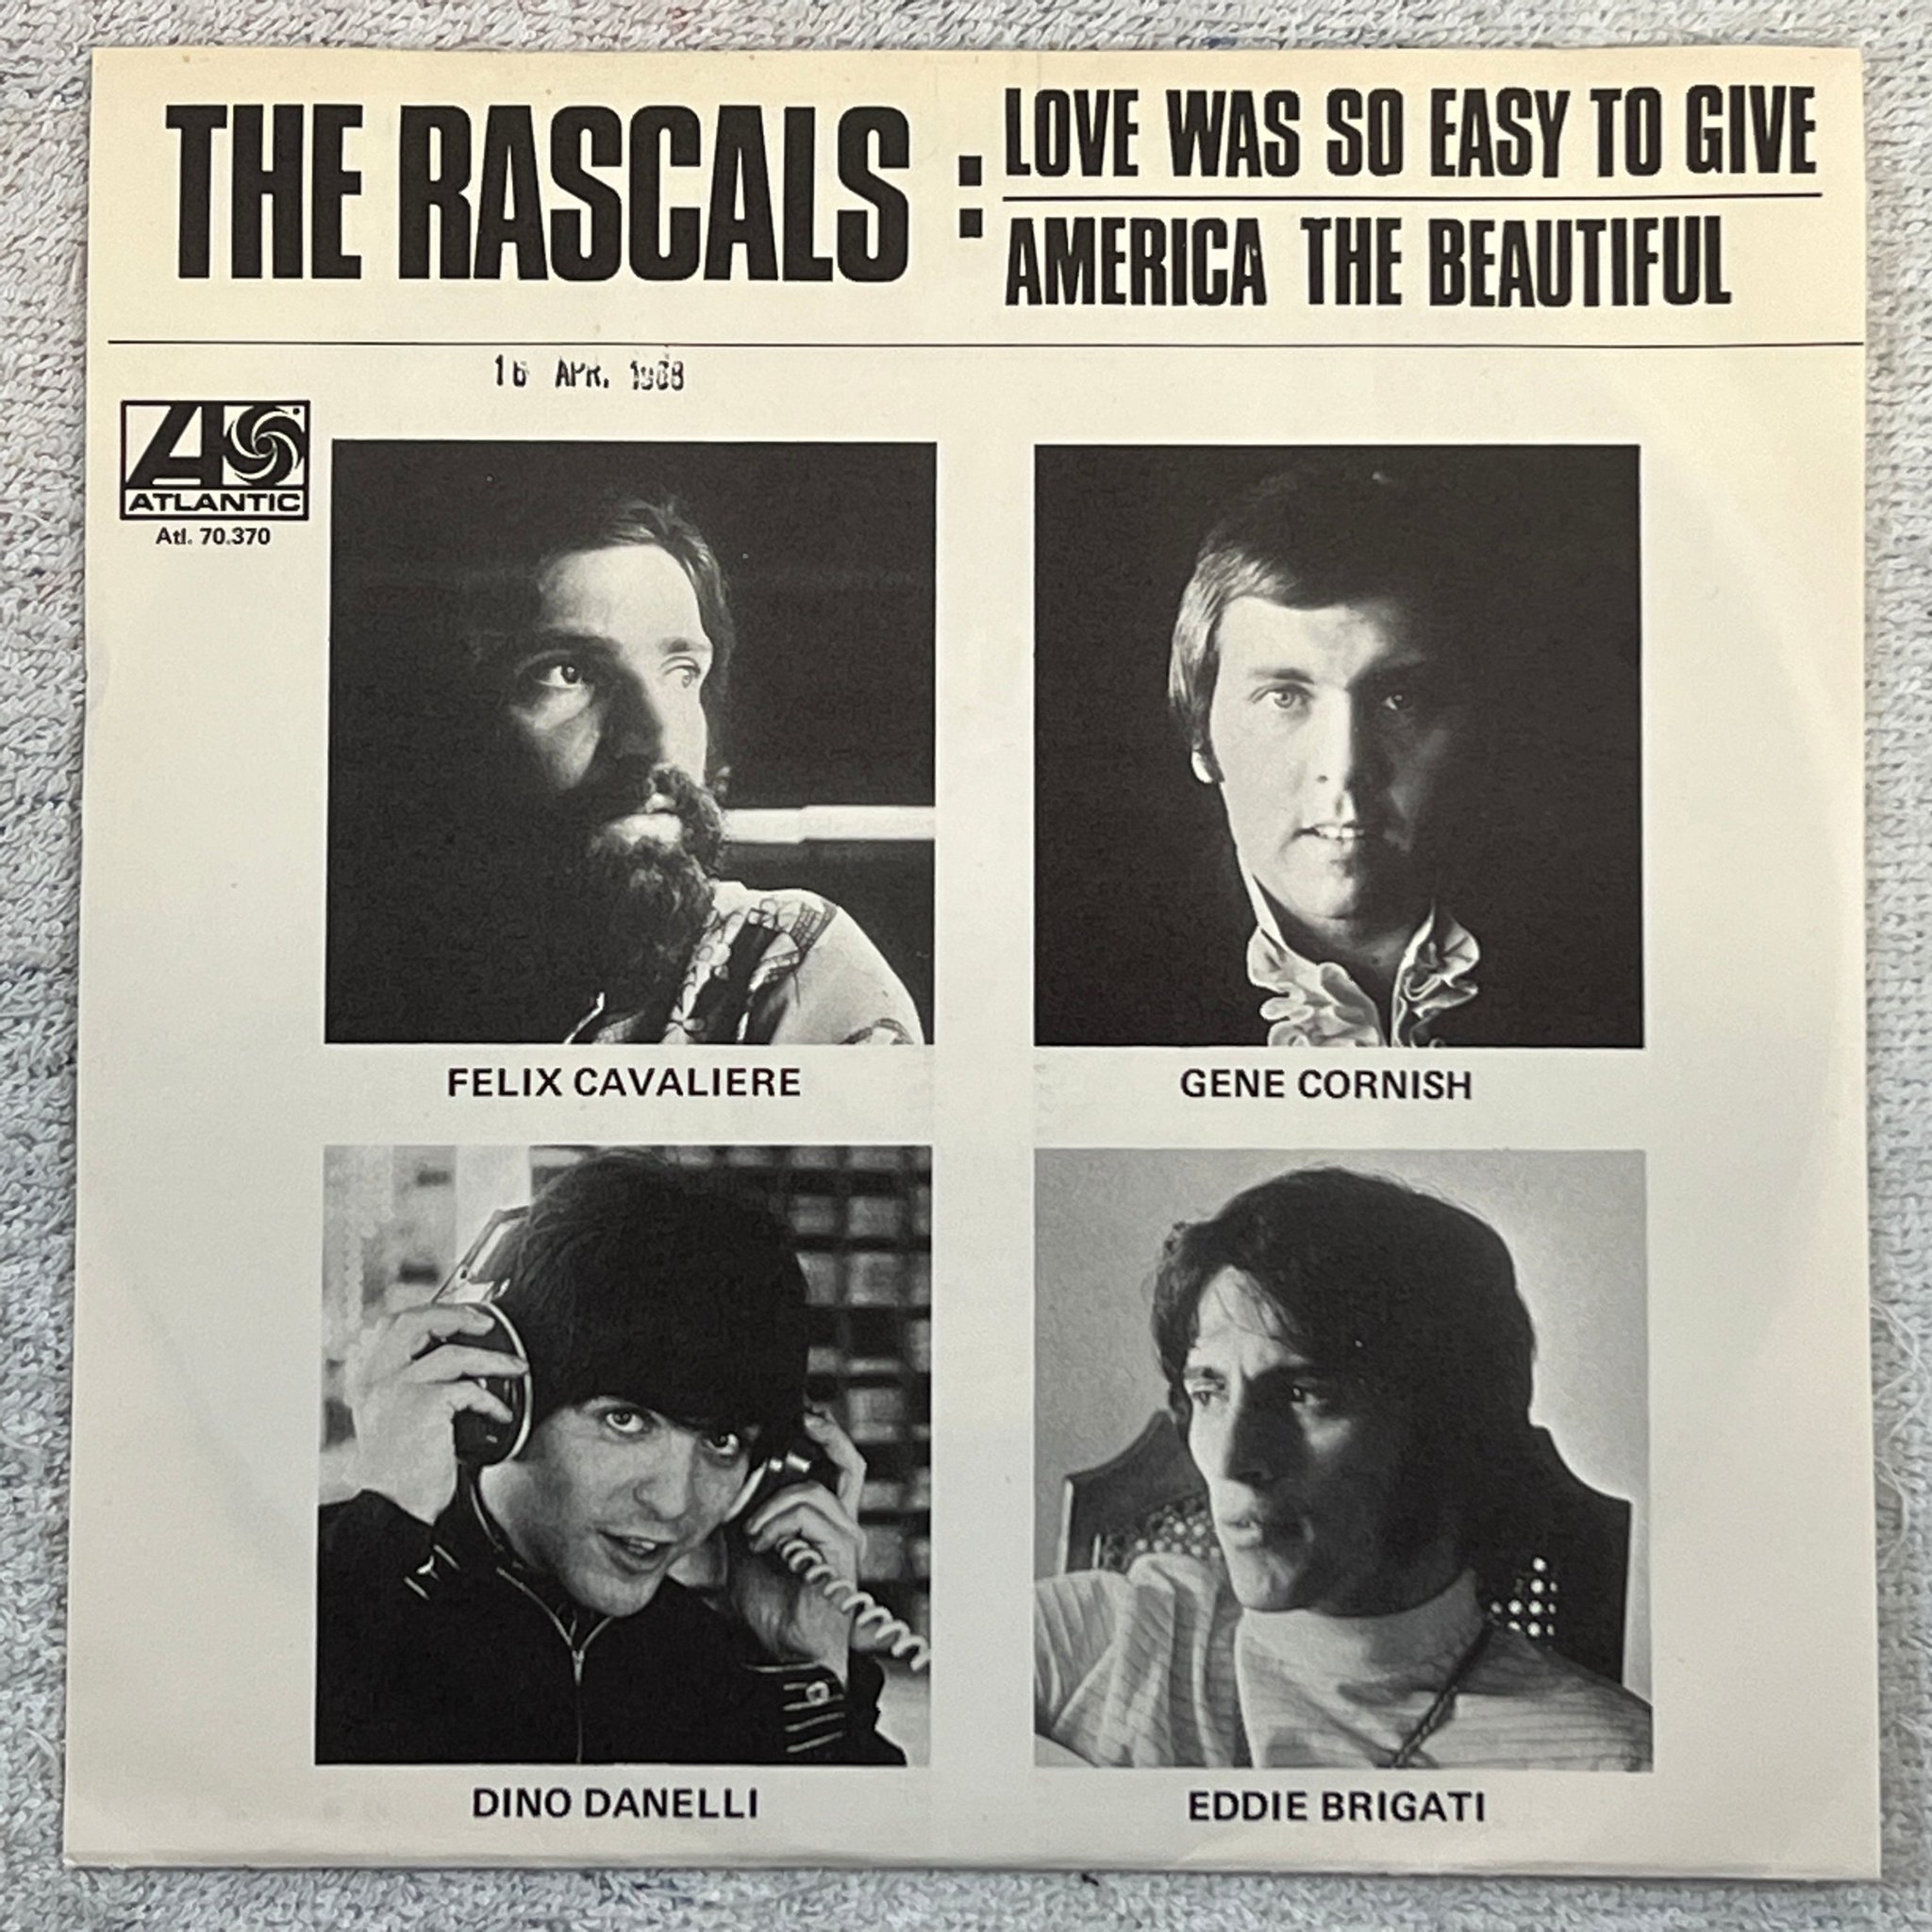 THE RASCALS :
LOVE WAS SO EASY TO GIVE
AMERICA THE BEAUTIFUL
16 APR. 1968
ATLANTIC
Atl. 70.370
FELIX CAVALIERE
GENE CORNISH
DINO DANELLI
EDDIE BRIGATI